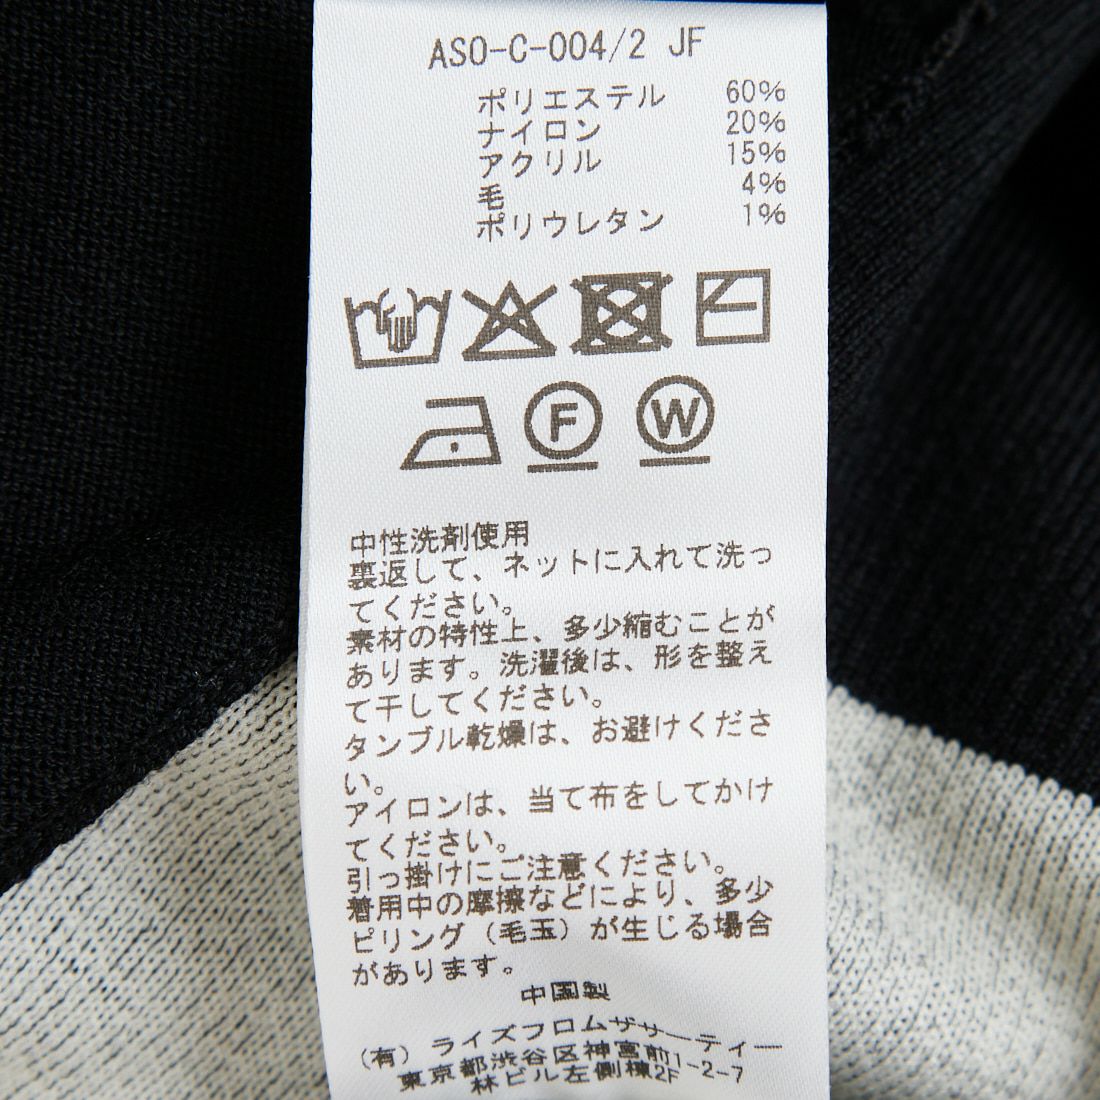 ASO-C-004/2 JF
ポリエステル 60%
ナイロン 20%
アクリル 15%
毛 4%
ポリウレタン 1%
F W
中性洗剤使用
裏返して、ネットに入れて洗っ
てください。
素材の特性上、多少縮むことが
あります。洗濯後は、形を整え
て干してください。
タンブル乾燥は、お避けくださ
い。
アイロンは、当て布をしてかけ
てください。
引っ掛けにご注意ください。
着用中の摩擦などにより、多少
ピリング（毛玉）が生じる場合
があります。
中国製
（有）ライズフロムザサーティー
東京都渋谷区神宮前1-2-7
林ビル左側棟2F